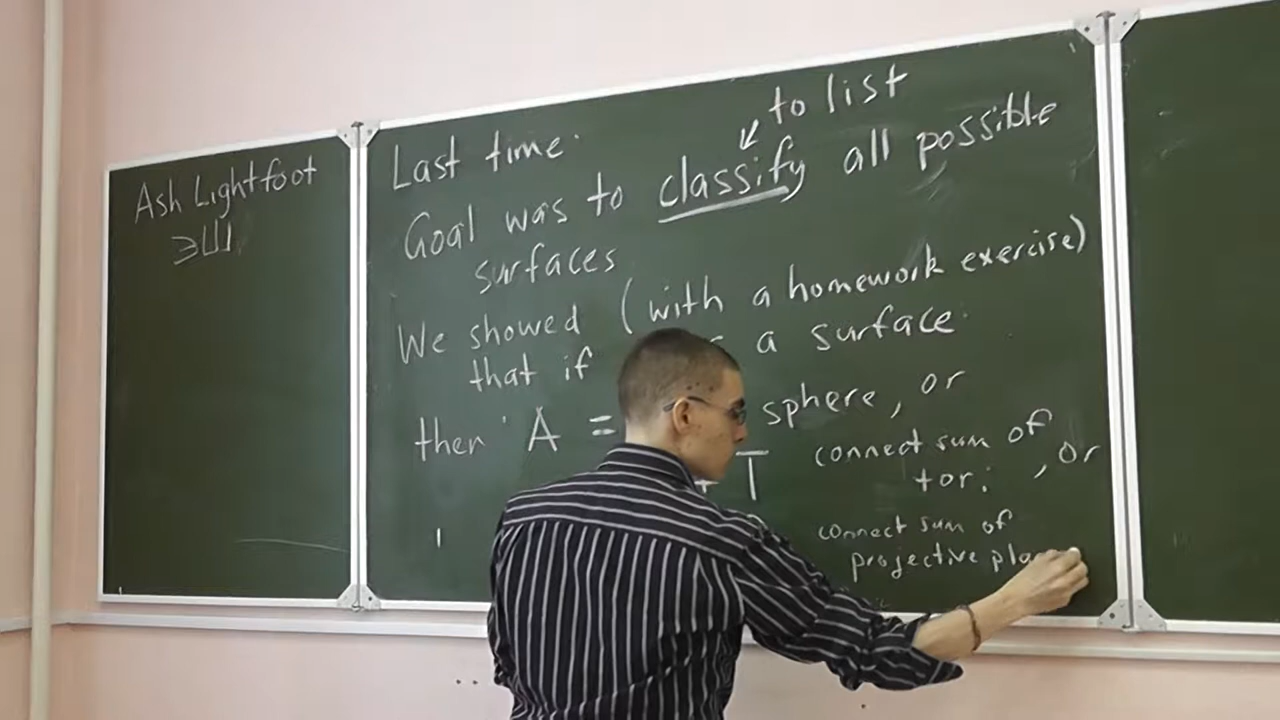 Ash Lightfoot
ЭШ
Last time:
to list
Goal was to classify all possible
surfaces
We showed (with a homework exercise)
that if a surface
then A = sphere, or
T connect sum of
tori, or
connect sum of
projective